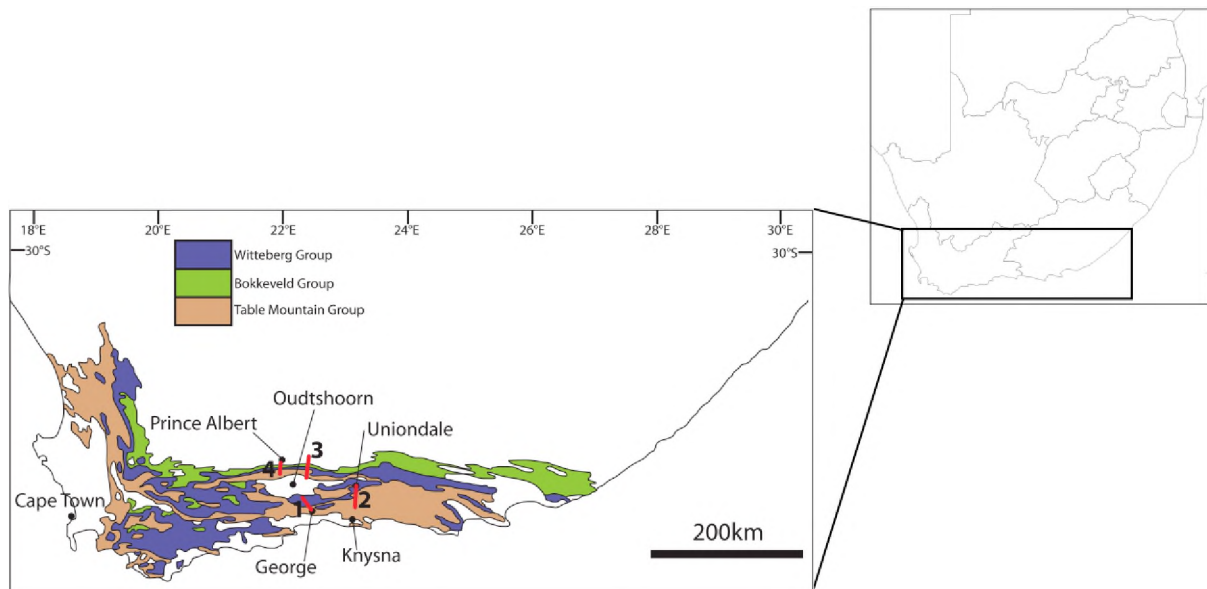 18°E 20°E 22°E 24°E 26°E 28°E 30°E
30°S 30°S
Witteberg Group
Bokkeveld Group
Table Mountain Group
Oudtshoorn
Prince Albert
Uniondale
3
4
Cape Town
1
2
200km
George
Knysna